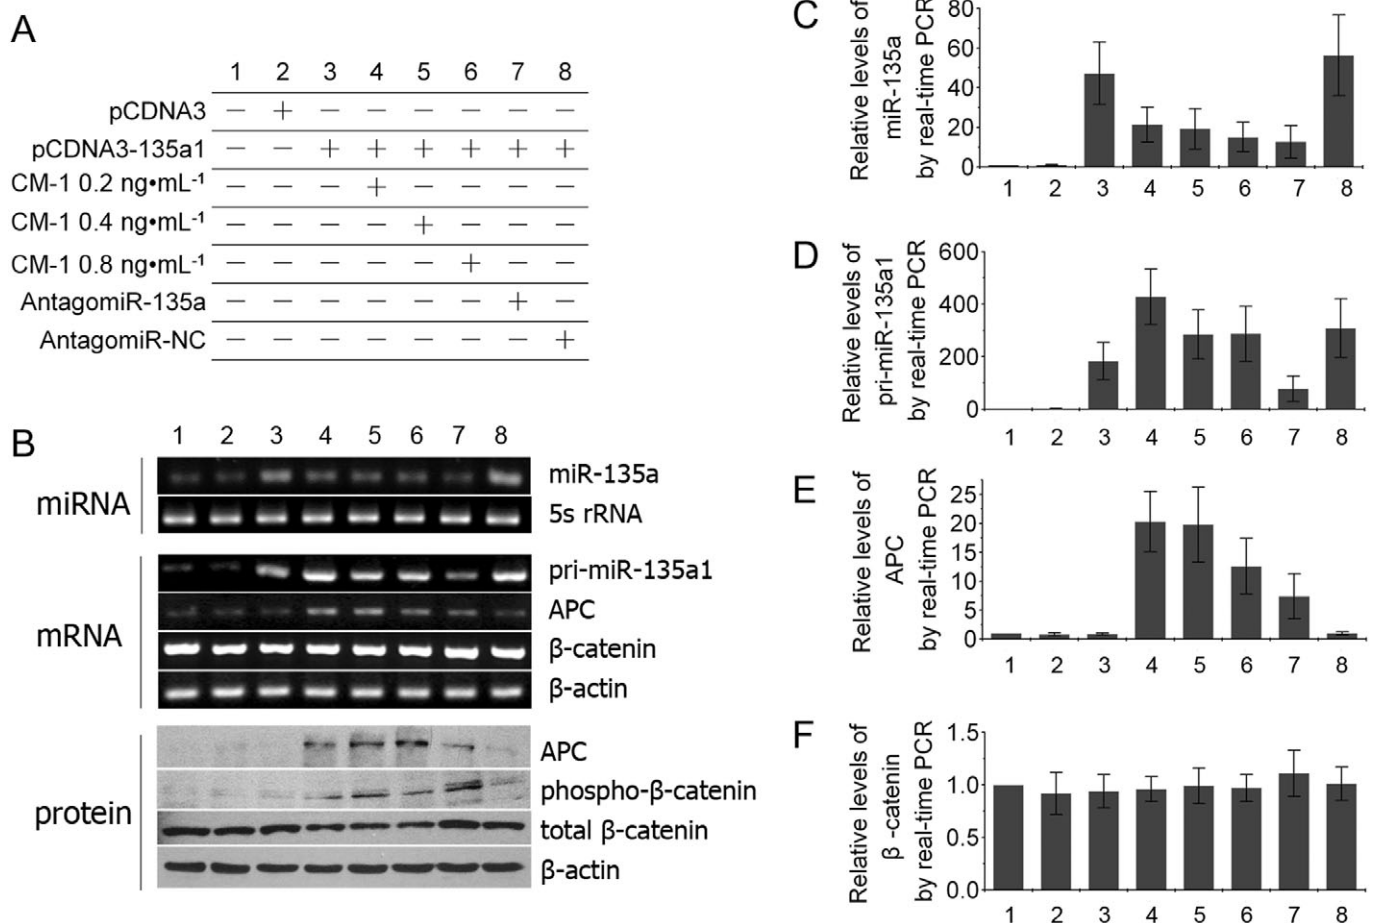 A
1 2 3 4 5 6 7 8
pCDNA3 − + − − − − − −
pCDNA3-135a1 − − + + + + + +
CM-1 0.2 ng•mL⁻¹ − − − + − − − −
CM-1 0.4 ng•mL⁻¹ − − − − + − − −
CM-1 0.8 ng•mL⁻¹ − − − − − + − −
AntagomiR-135a − − − − − − + −
AntagomiR-NC − − − − − − − +
B
1 2 3 4 5 6 7 8
miRNA
miR-135a
5s rRNA
mRNA
pri-miR-135a1
APC
β-catenin
β-actin
protein
APC
phospho-β-catenin
total β-catenin
β-actin
C
Relative levels of
miR-135a
by real-time PCR
80
60
40
20
0
1 2 3 4 5 6 7 8
D
Relative levels of
pri-miR-135a1
by real-time PCR
600
400
200
0
1 2 3 4 5 6 7 8
E
Relative levels of
APC
by real-time PCR
25
20
15
10
5
0
1 2 3 4 5 6 7 8
F
Relative levels of
β -catenin
by real-time PCR
1.5
1.0
0.5
0.0
1 2 3 4 5 6 7 8